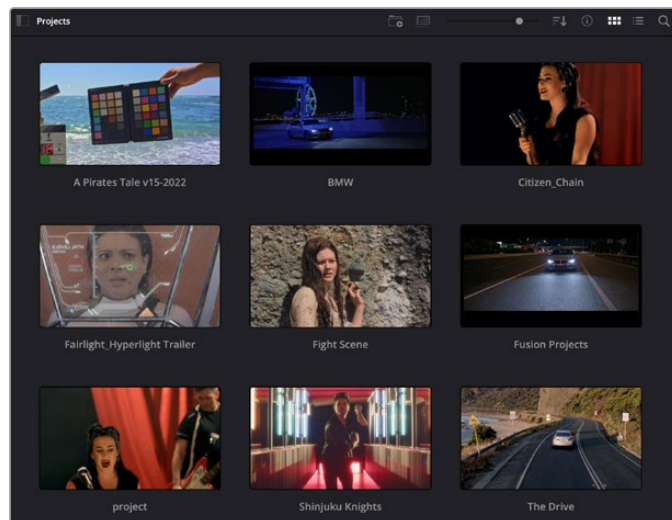 Projects
A Pirates Tale v15-2022
BMW
Citizen_Chain
Fairlight_Hyperlight Trailer
Fight Scene
Fusion Projects
project
Shinjuku Knights
The Drive